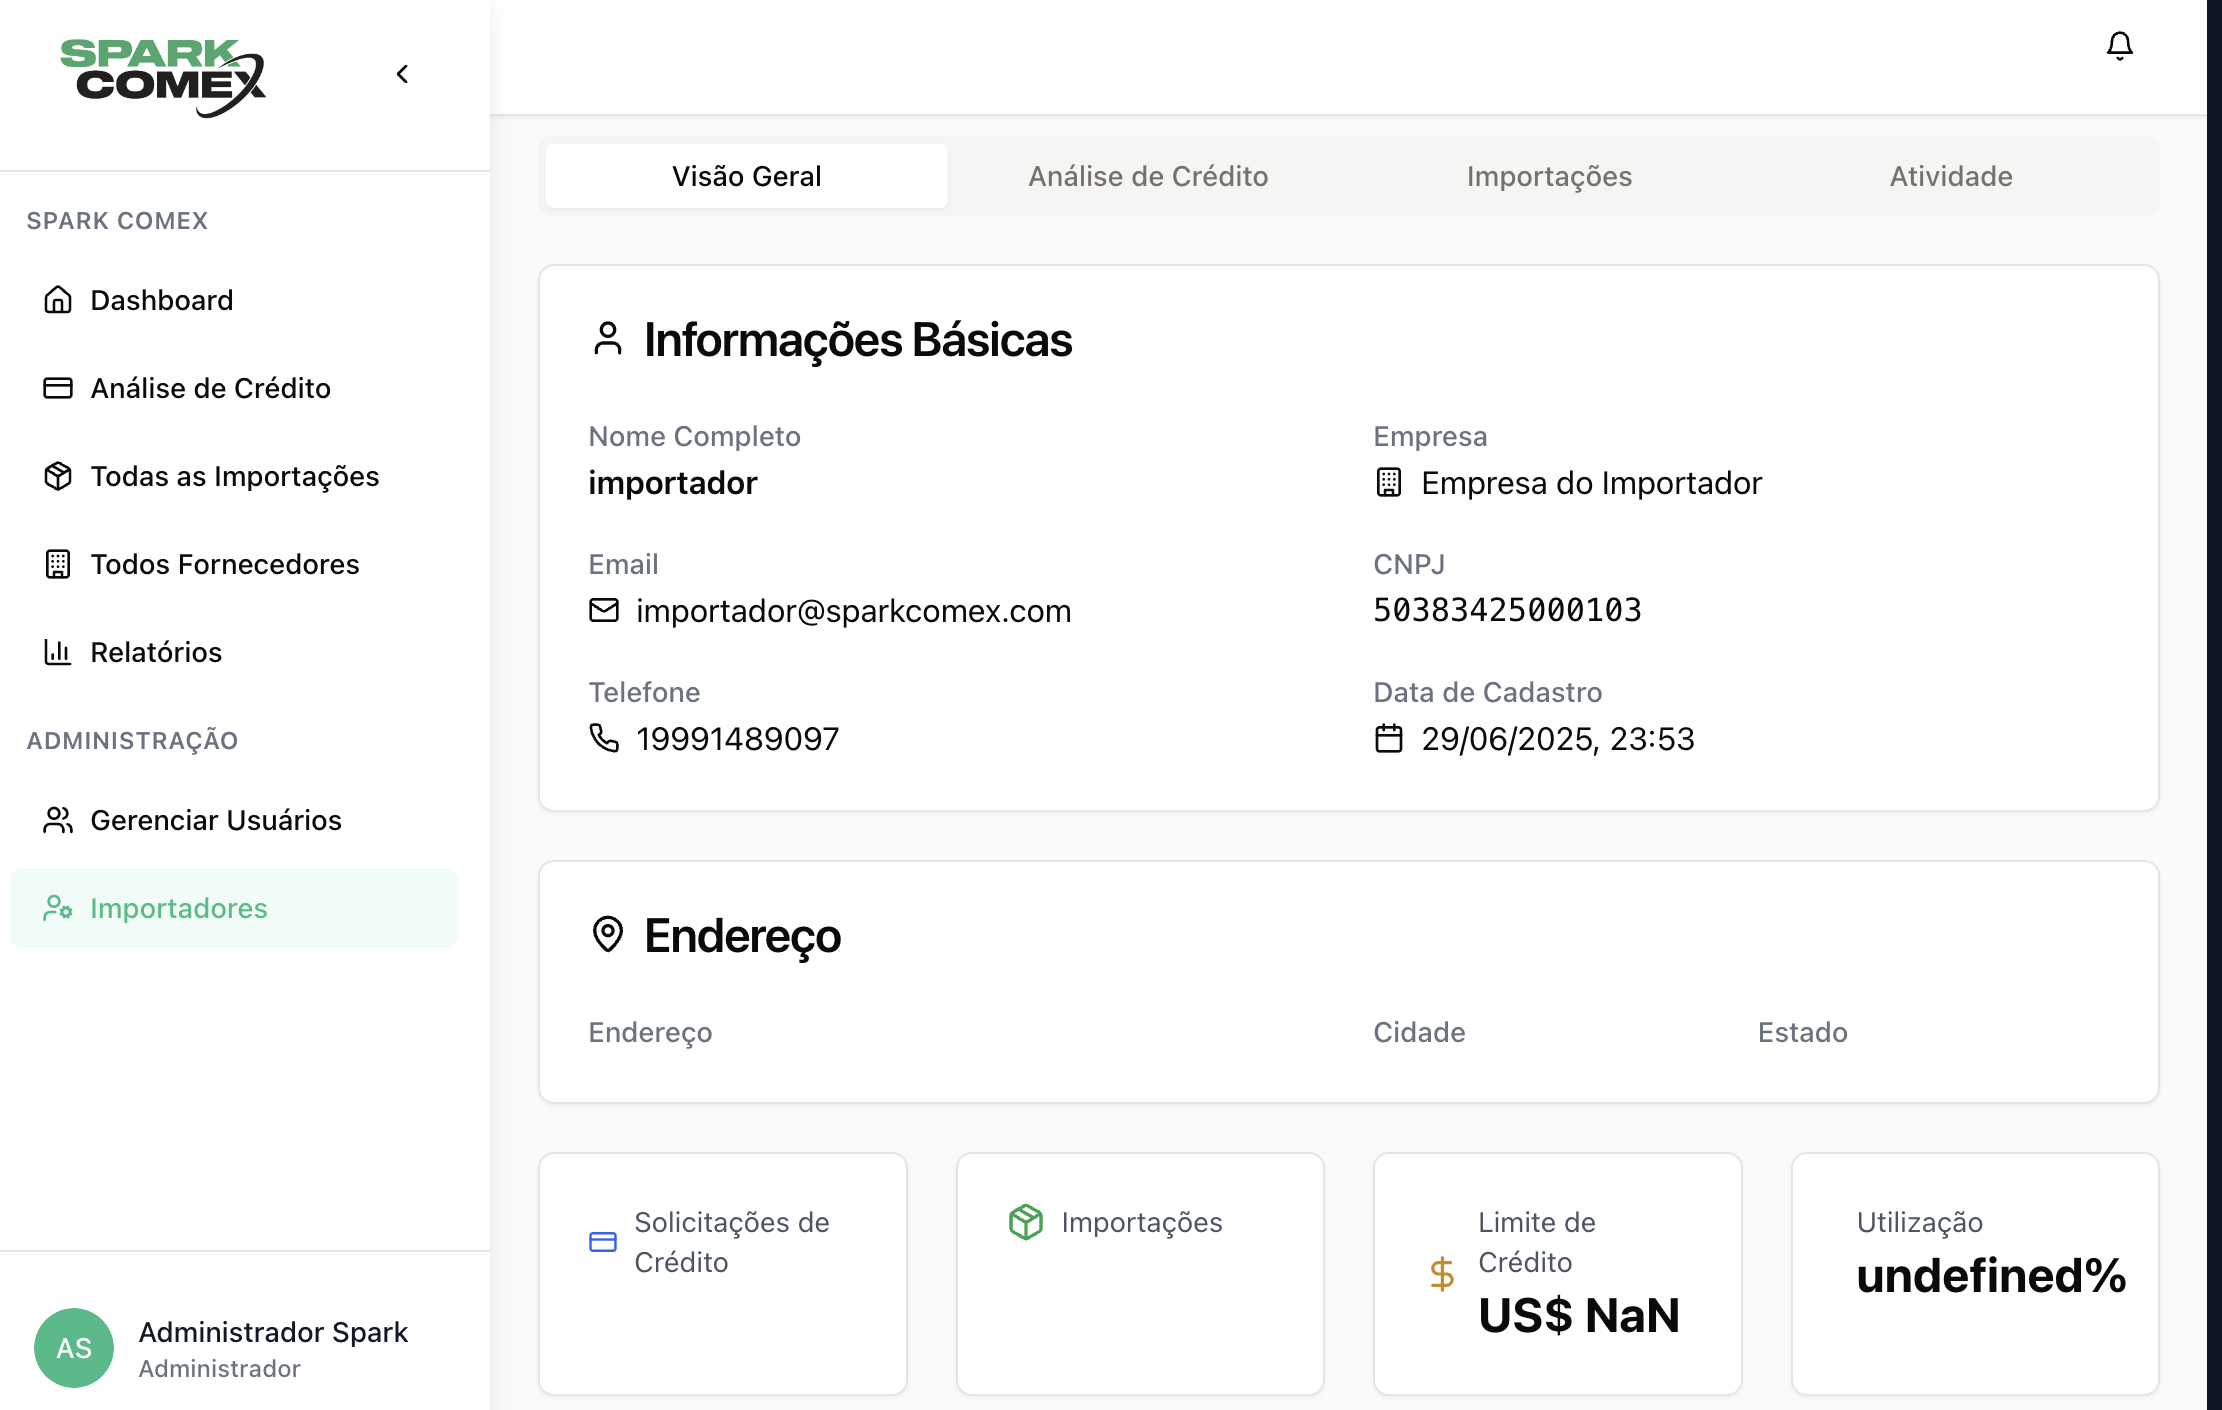 SPARK
COMEX
SPARK COMEX
Dashboard
Análise de Crédito
Todas as Importações
Todos Fornecedores
Relatórios
ADMINISTRAÇÃO
Gerenciar Usuários
Importadores
AS
Administrador Spark
Administrador
Visão Geral
Análise de Crédito
Importações
Atividade
Informações Básicas
Nome Completo
importador
Empresa
Empresa do Importador
Email
importador@sparkcomex.com
CNPJ
50383425000103
Telefone
19991489097
Data de Cadastro
29/06/2025, 23:53
Endereço
Endereço
Cidade
Estado
Solicitações de
Crédito
Importações
Limite de
Crédito
US$ NaN
Utilização
undefined%